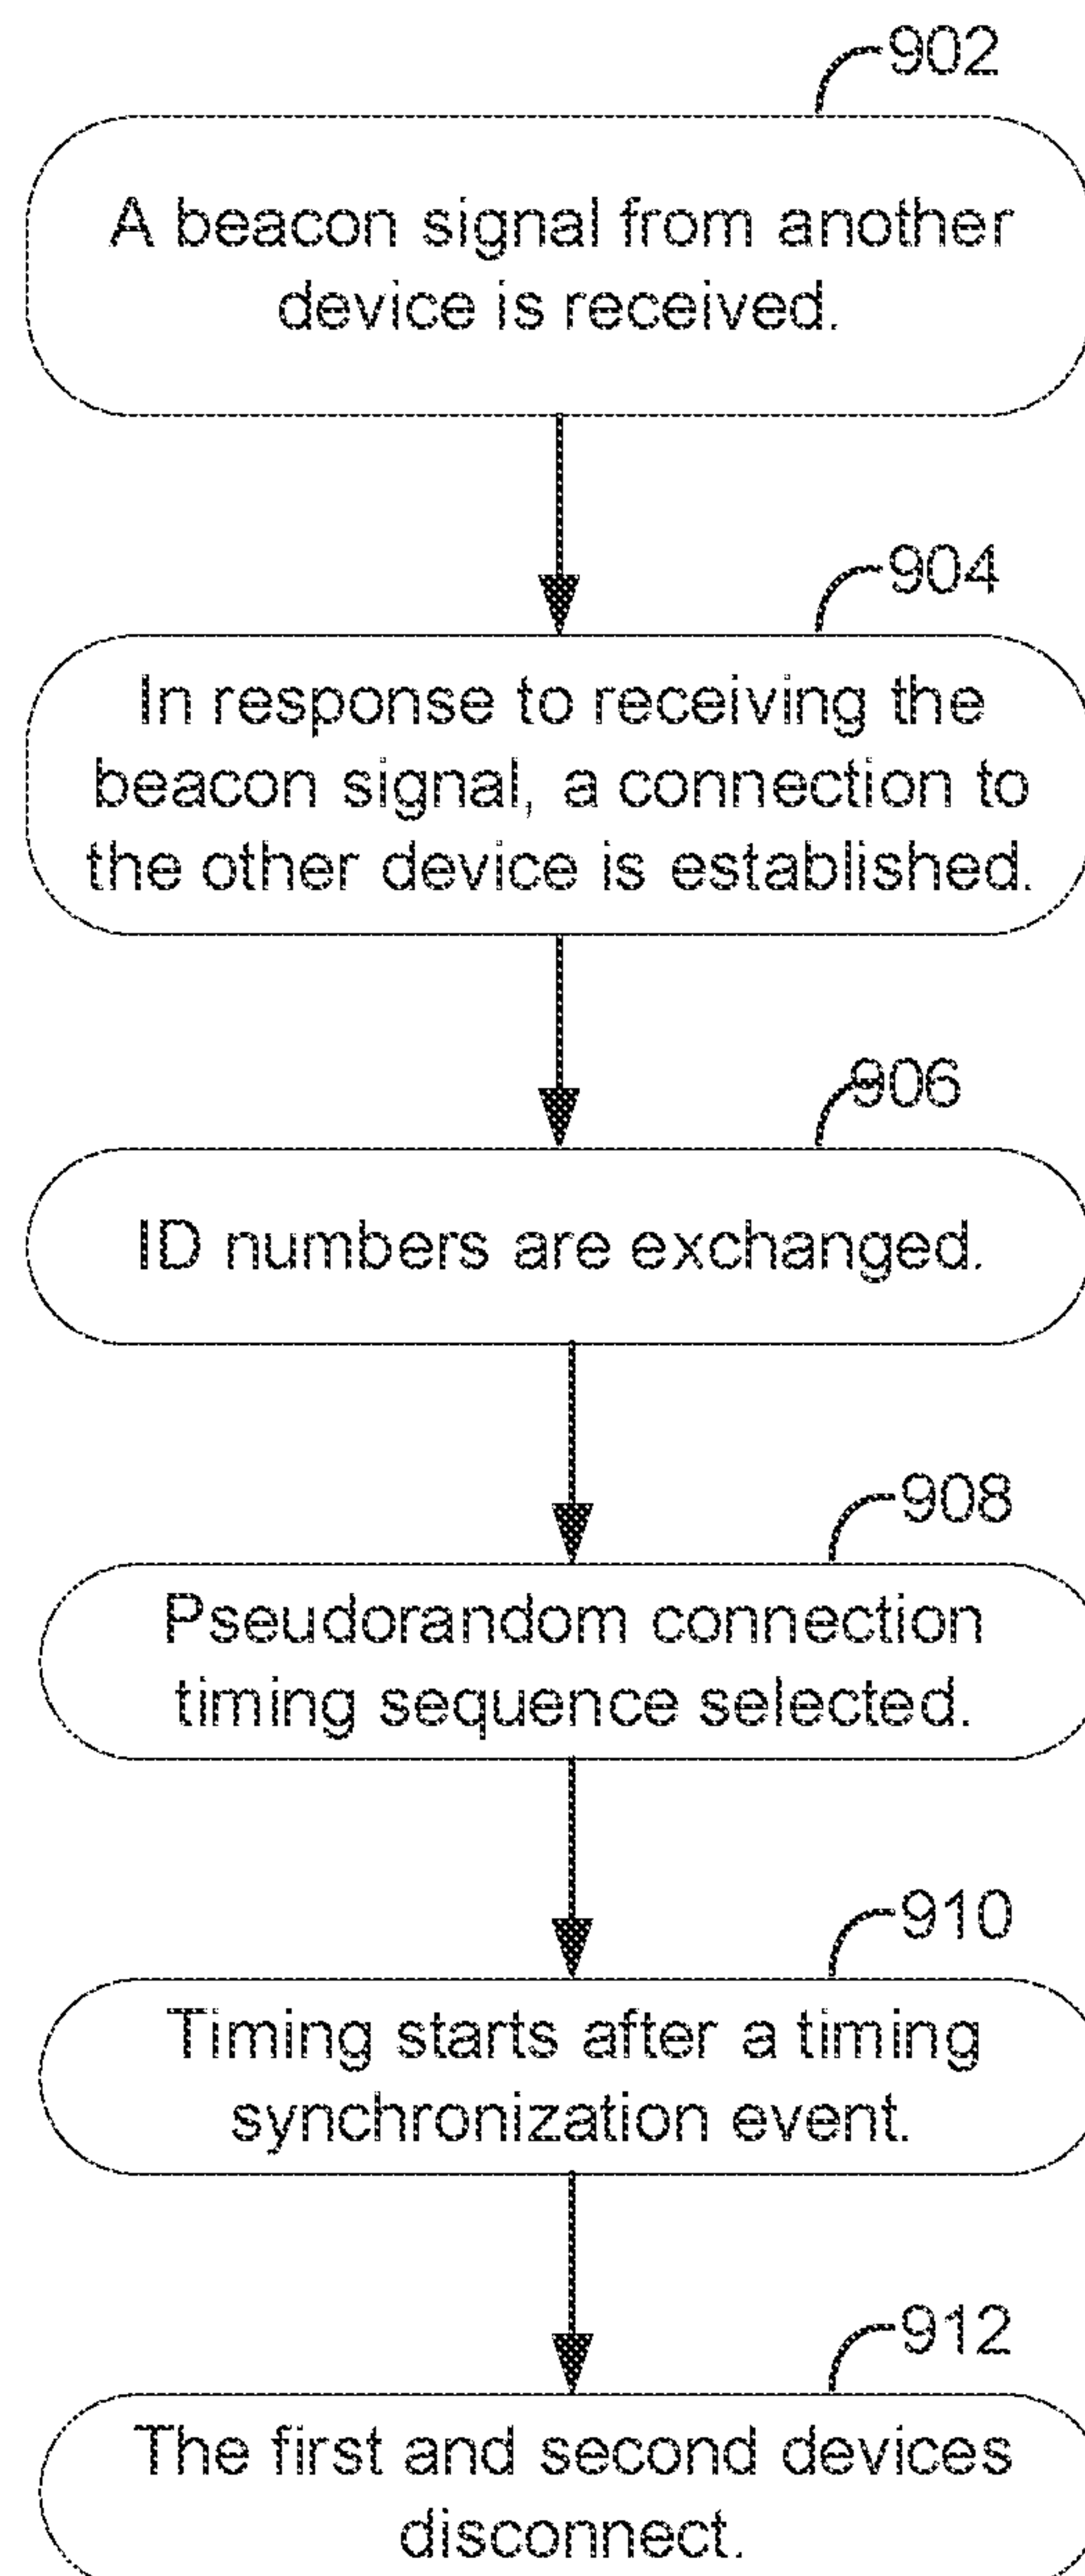 902
A beacon signal from another
device is received.
904
In response to receiving the
beacon signal, a connection to
the other device is established.
906
ID numbers are exchanged.
908
Pseudorandom connection
timing sequence selected.
910
Timing starts after a timing
synchronization event.
912
The first and second devices
disconnect.